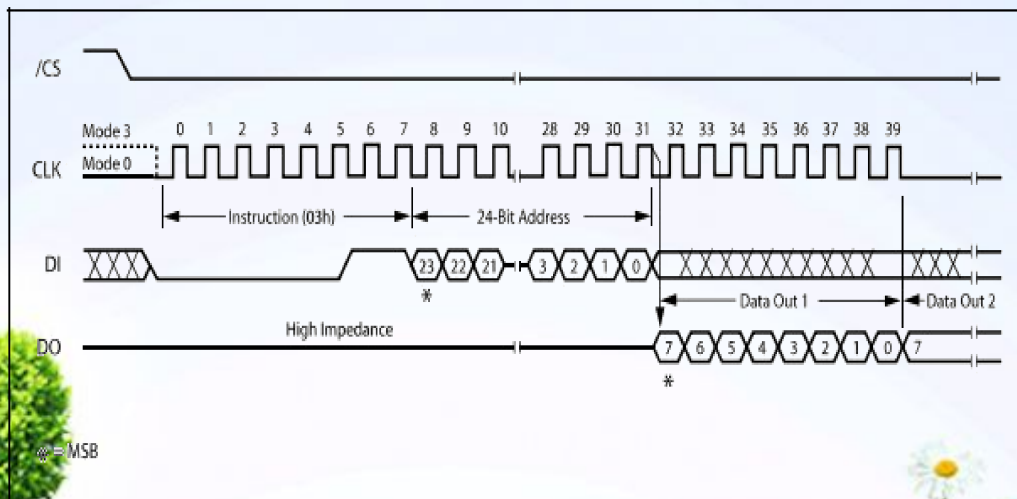 /CS
Mode 3
0 1 2 3 4 5 6 7 8 9 10 28 29 30 31 32 33 34 35 36 37 38 39
CLK
Mode 0
Instruction (03h)
24-Bit Address
DI
23 22 21 3 2 1 0
*
Data Out 1
Data Out 2
High Impedance
DO
7 6 5 4 3 2 1 0 7
*
= MSB